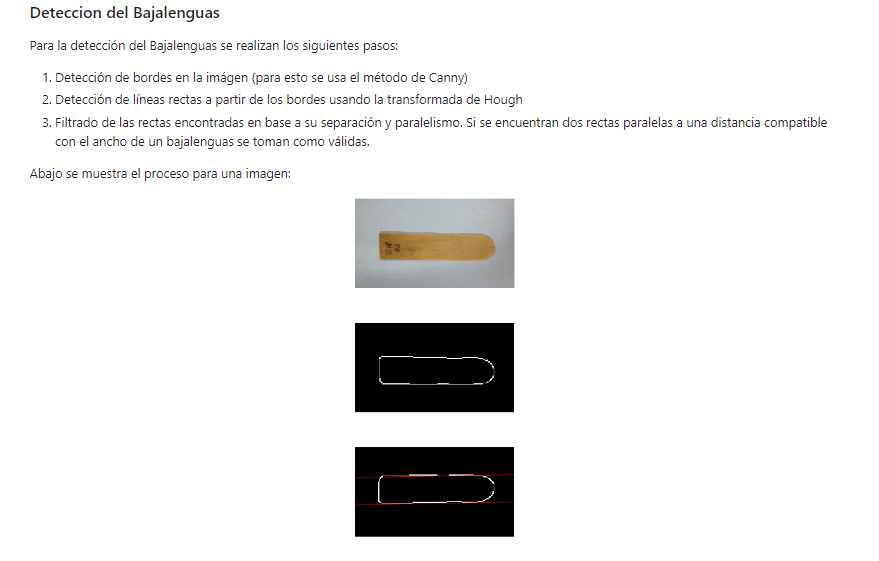 Deteccion del Bajalenguas
Para la detección del Bajalenguas se realizan los siguientes pasos:
1. Detección de bordes en la imágen (para esto se usa el método de Canny)
2. Detección de líneas rectas a partir de los bordes usando la transformada de Hough
3. Filtrado de las rectas encontradas en base a su separación y paralelismo. Si se encuentran dos rectas paralelas a una distancia compatible
con el ancho de un bajalenguas se toman como válidas.
Abajo se muestra el proceso para una imagen: